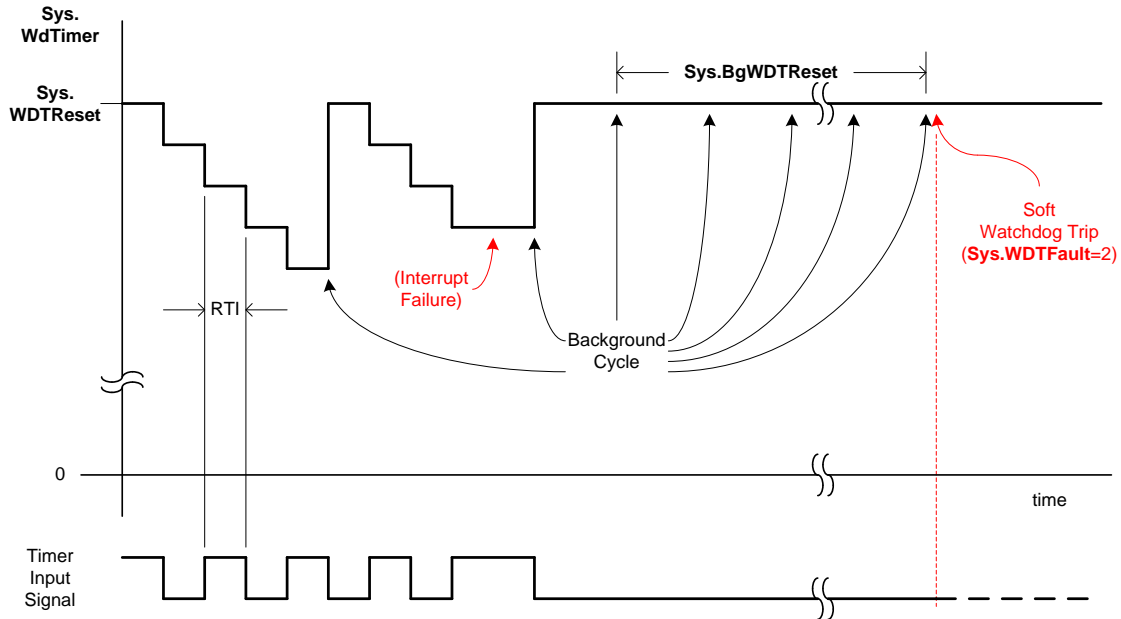 Sys.
WdTimer
Sys.
WDTReset
Sys.BgWDTReset
Soft
Watchdog Trip
(Sys.WDTFault=2)
(Interrupt
Failure)
RTI
Background
Cycle
0
time
Timer
Input
Signal